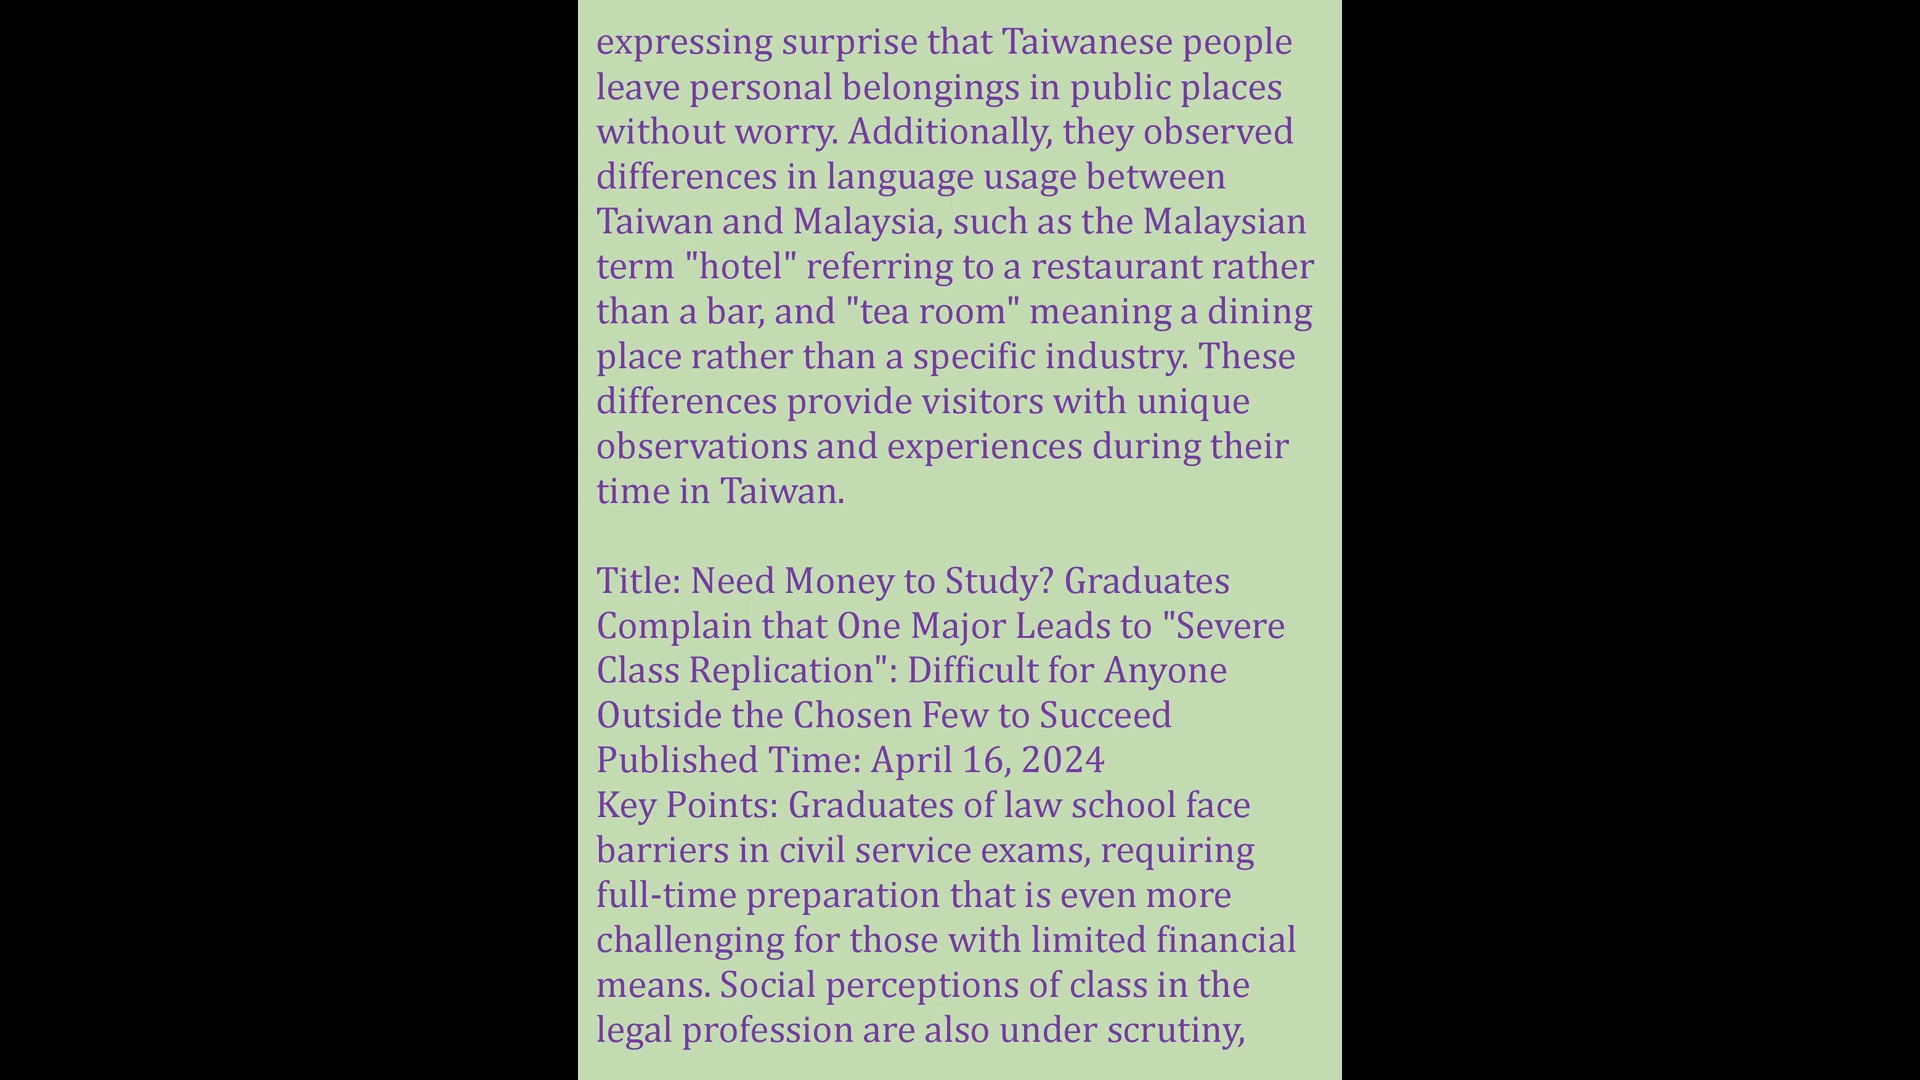 expressing surprise that Taiwanese people
leave personal belongings in public places
without worry. Additionally, they observed
differences in language usage between
Taiwan and Malaysia, such as the Malaysian
term "hotel" referring to a restaurant rather
than a bar, and "tea room" meaning a dining
place rather than a specific industry. These
differences provide visitors with unique
observations and experiences during their
time in Taiwan.
Title: Need Money to Study? Graduates
Complain that One Major Leads to "Severe
Class Replication": Difficult for Anyone
Outside the Chosen Few to Succeed
Published Time: April 16, 2024
Key Points: Graduates of law school face
barriers in civil service exams, requiring
full-time preparation that is even more
challenging for those with limited financial
means. Social perceptions of class in the
legal profession are also under scrutiny,